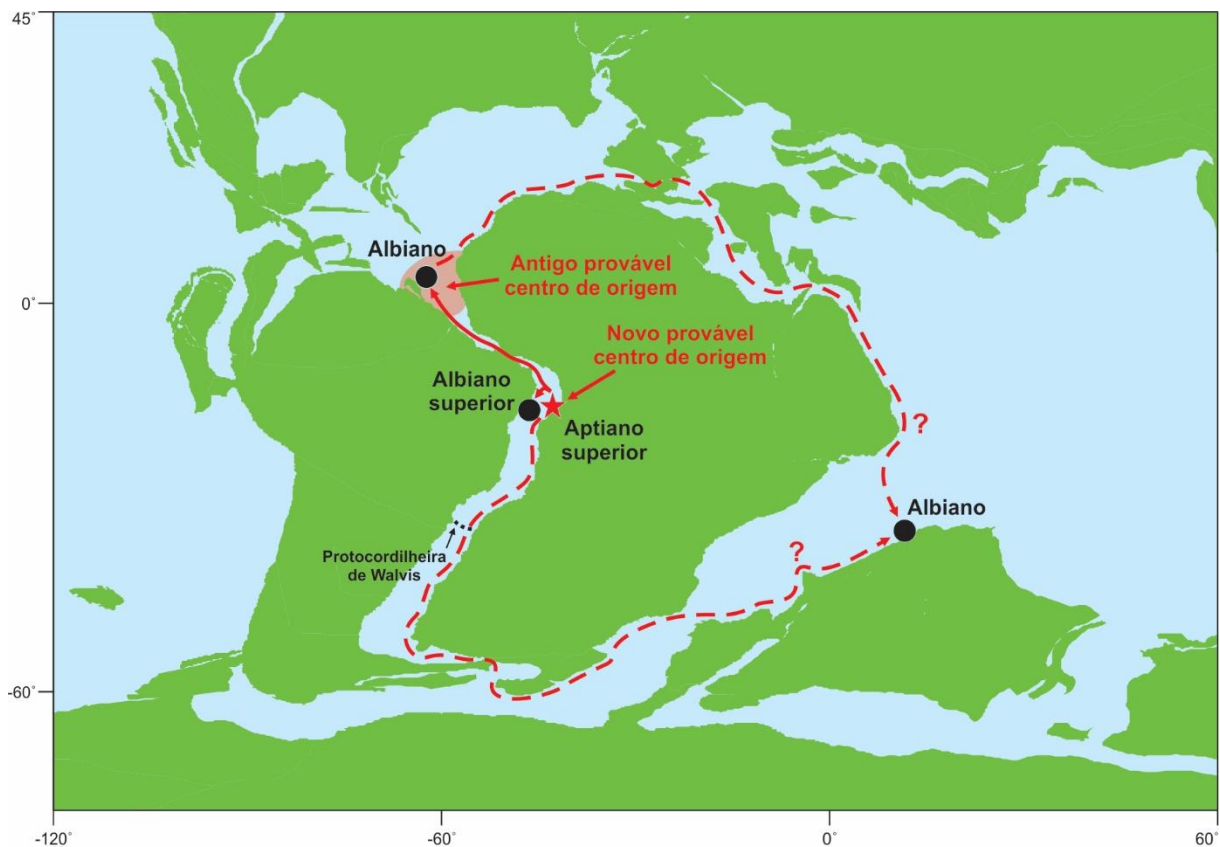 45°
Albiano
Antigo provável
centro de origem
0°
Novo provável
centro de origem
Albiano
superior
Aptiano
superior
?
Albiano
Protocordilheira
de Walvis
?
-60°
-120°
-60°
0°
60°